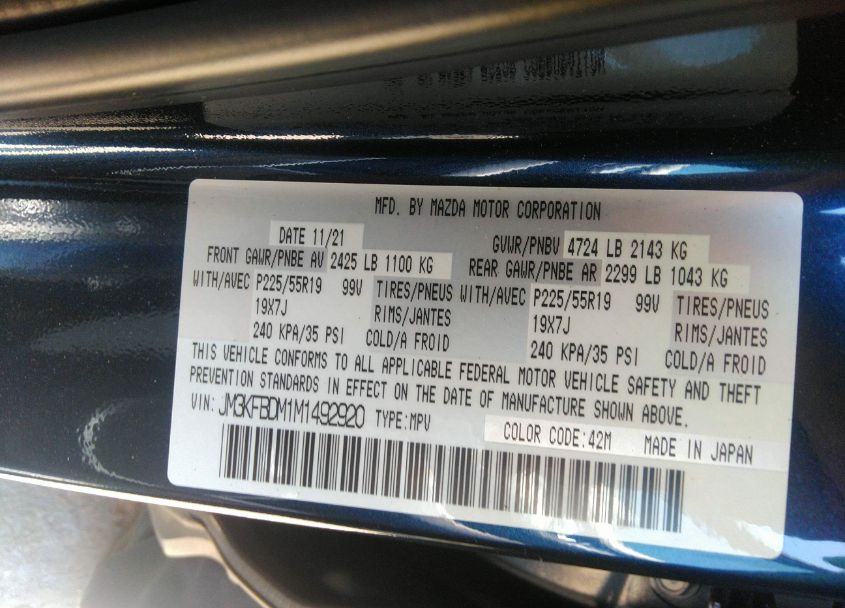 MFD. BY MAZDA MOTOR CORPORATION
DATE 11/21 GVWR/PNBV 4724 LB 2143 KG
FRONT GAWR/PNBE AV 2425 LB 1100 KG REAR GAWR/PNBE AR 2299 LB 1043 KG
WITH/AVEC P225/55R19 99V TIRES/PNEUS WITH/AVEC P225/55R19 99V TIRES/PNEUS
19X7J RIMS/JANTES 19X7J RIMS/JANTES
240 KPA/35 PSI COLD/A FROID 240 KPA/35 PSI COLD/A FROID
THIS VEHICLE CONFORMS TO ALL APPLICABLE FEDERAL MOTOR VEHICLE SAFETY AND THEFT
PREVENTION STANDARDS IN EFFECT ON THE DATE OF MANUFACTURE SHOWN ABOVE.
VIN: JM3KFBDM1M1492920 TYPE:MPV COLOR CODE:42M MADE IN JAPAN